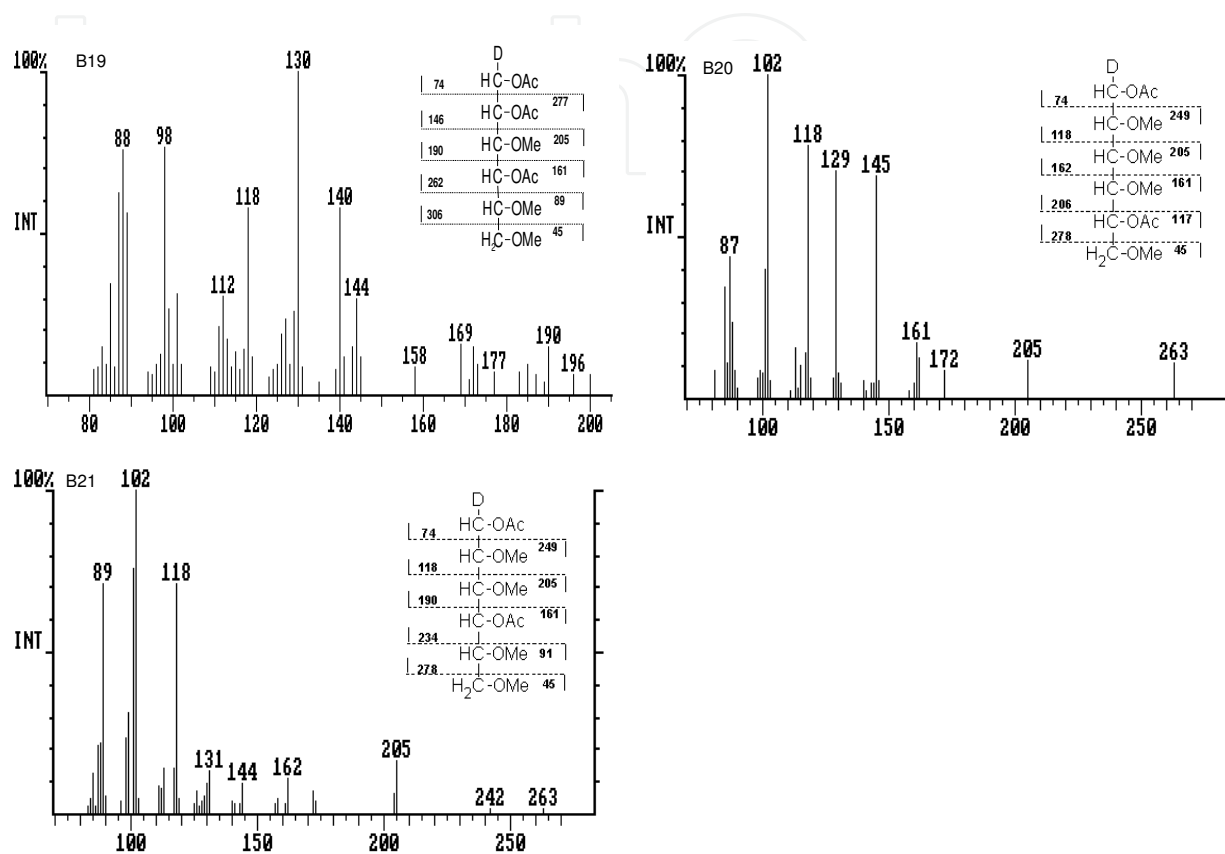 100% B19
130
88
98
118
140
112
144
INT
158
169
177
190
196
80 100 120 140 160 180 200
D
74 HC-OAc
277
HC-OAc
146
HC-OMe 205
190
HC-OAc 161
262
HC-OMe 89
306
H2C-OMe 45
100% B20
102
118
129
145
87
INT
161
172
205
263
100 150 200 250
D
HC-OAc
74
HC-OMe 249
118
HC-OMe 205
162
HC-OMe 161
206
HC-OAc 117
278
H2C-OMe 45
100% B21
102
89
118
INT
131
144
162
205
242
263
100 150 200 250
D
HC-OAc
74
HC-OMe 249
118
HC-OMe 205
190
HC-OAc 161
234
HC-OMe 91
278
H2C-OMe 45